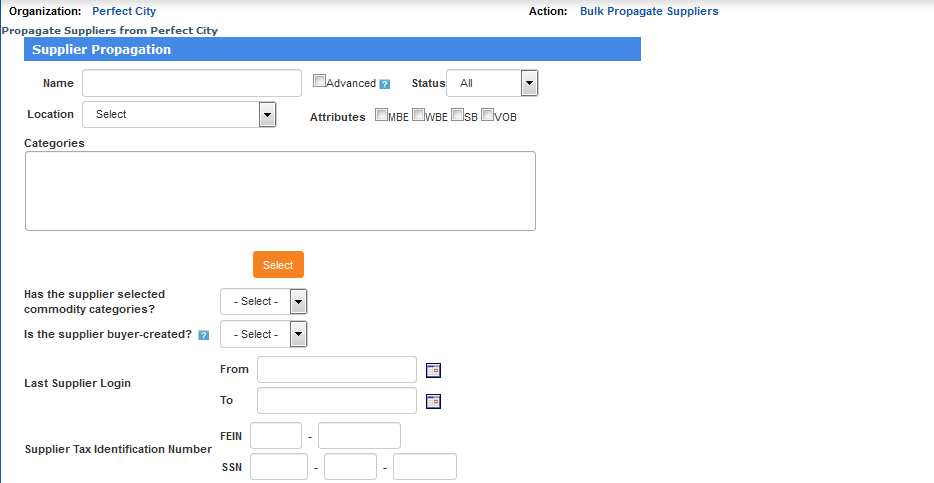 Organization: Perfect City Action: Bulk Propagate Suppliers
Propagate Suppliers from Perfect City
Supplier Propagation
Name Advanced ? Status All
Location Select Attributes MBE WBE SB VOB
Categories
Select
Has the supplier selected
commodity categories? - Select -
Is the supplier buyer-created? ? - Select -
Last Supplier Login From
To
Supplier Tax Identification Number FEIN -
SSN - -